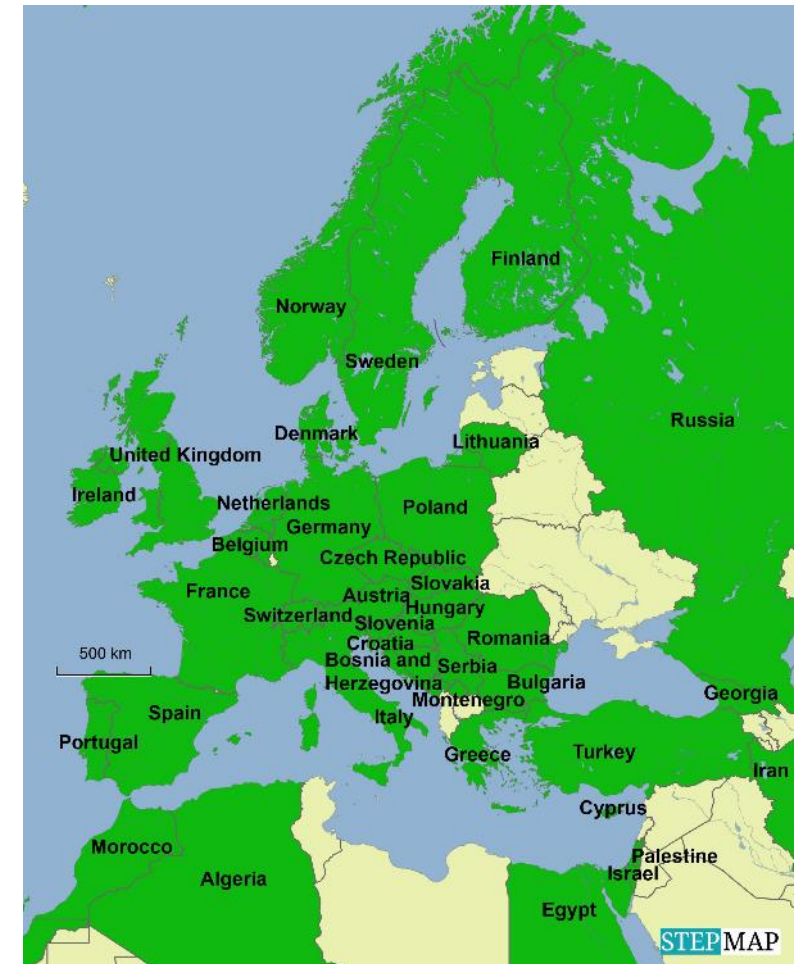 Finland
Norway
Sweden
Russia
Denmark
Lithuania
United Kingdom
Ireland
Netherlands
Poland
Germany
Belgium
Czech Republic
Slovakia
France
Austria
Hungary
Switzerland
Slovenia
Croatia
Romania
500 km
Bosnia and
Herzegovina
Serbia
Bulgaria
Montenegro
Georgia
Spain
Italy
Portugal
Greece
Turkey
Iran
Cyprus
Morocco
Palestine
Israel
Algeria
Egypt
STEPMAP